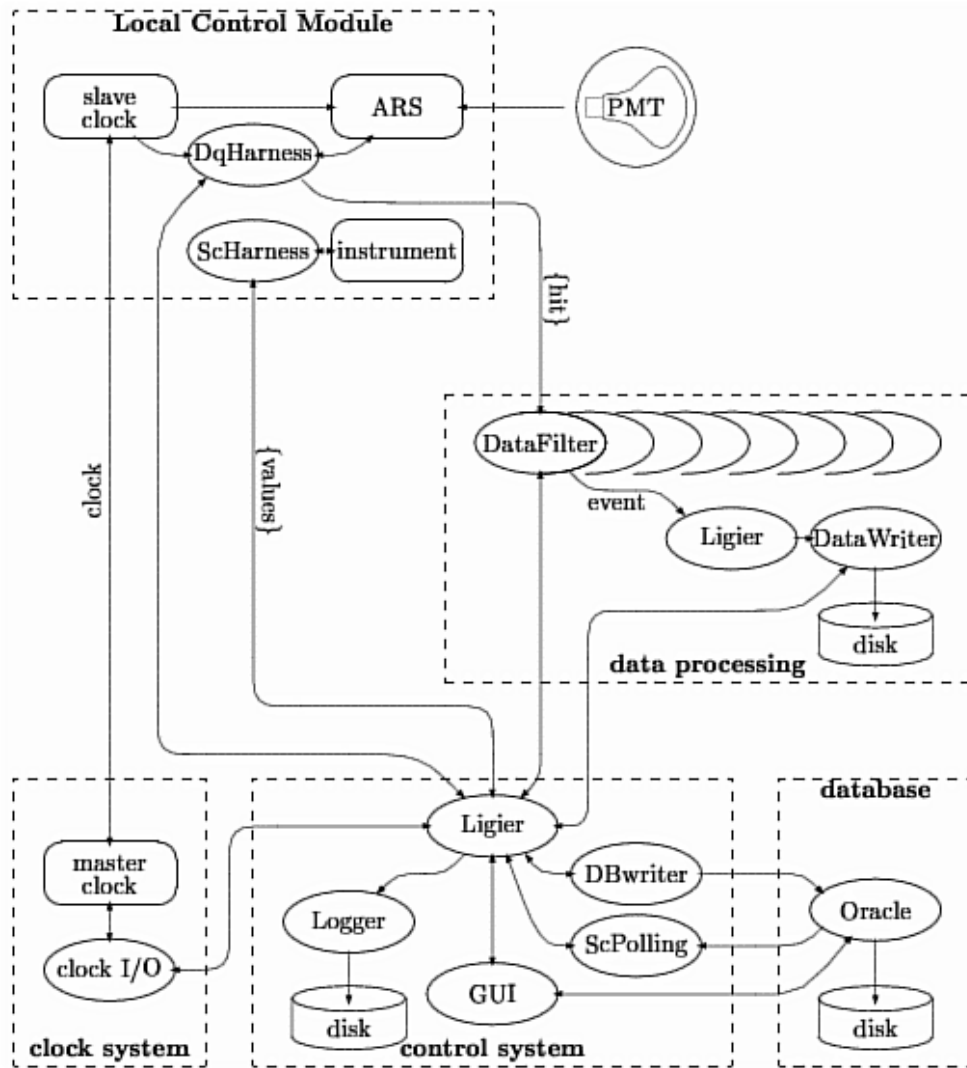 Local Control Module
slave
clock
ARS
PMT
DqHarness
ScHarness
instrument
{hit}
clock
{values}
DataFilter
event
Ligier
DataWriter
disk
data processing
database
Ligier
master
clock
DBwriter
Logger
Oracle
ScPolling
clock I/O
GUI
disk
disk
clock system
control system